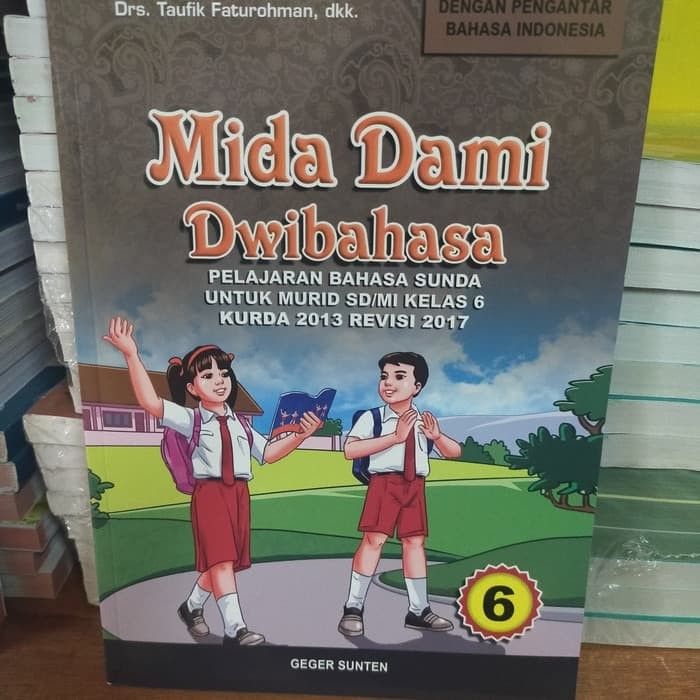 Drs. Taufik Faturohman, dkk.
DENGAN PENGANTAR
BAHASA INDONESIA
Mida Dami
Dwibahasa
PELAJARAN BAHASA SUNDA
UNTUK MURID SD/MI KELAS 6
KURDA 2013 REVISI 2017
6
GEGER SUNTEN